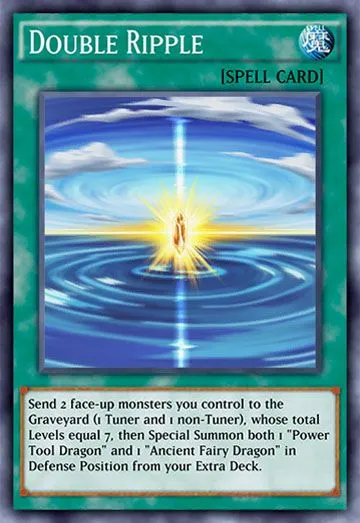 DOUBLE RIPPLE
[SPELL CARD]
Send 2 face-up monsters you control to the
Graveyard (1 Tuner and 1 non-Tuner), whose total
Levels equal 7, then Special Summon both 1 "Power
Tool Dragon" and 1 "Ancient Fairy Dragon" in
Defense Position from your Extra Deck.